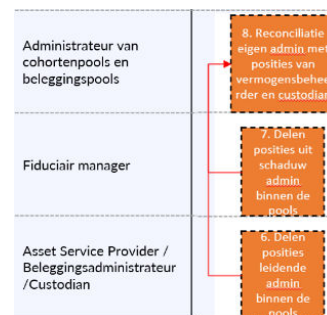 Administrateur van
cohortenpools en
beleggingspools
8. Reconciliatie
eigen admin met
posities van
vermogensbehee
rder en custodian
Fiduciair manager
7. Delen
posities uit
schaduw
admin
binnen de
pools
Asset Service Provider /
Beleggingsadministrateur
/Custodian
6. Delen
posities
leidende
admin
binnen de
pools